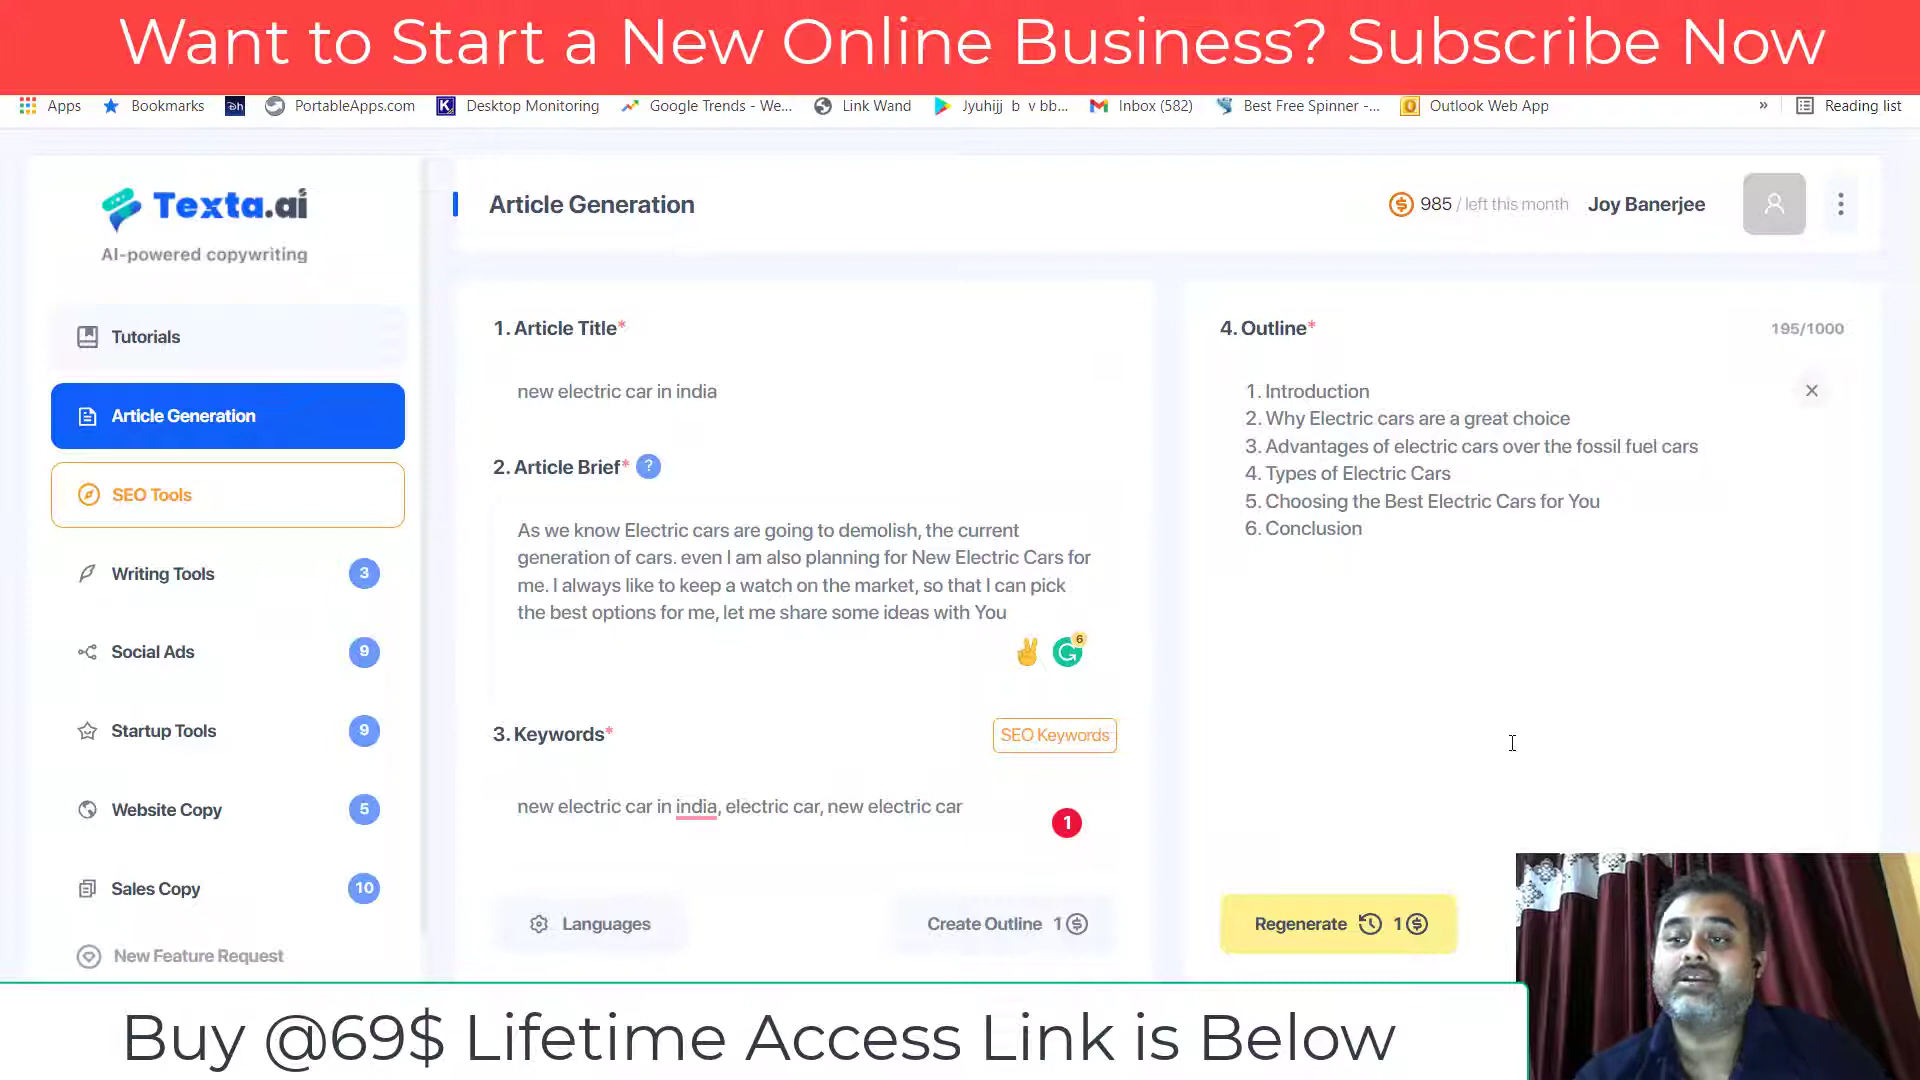 Want to Start a New Online Business? Subscribe Now
Apps
Bookmarks
Dh
PortableApps.com
K
Desktop Monitoring
Google Trends - We...
Link Wand
Jyuhijj b v bb...
Inbox (582)
Best Free Spinner -...
Outlook Web App
»
Reading list
Texta.ai
AI-powered copywriting
Tutorials
Article Generation
SEO Tools
Writing Tools 3
Social Ads 9
Startup Tools 9
Website Copy 5
Sales Copy 10
New Feature Request
Article Generation
985 / left this month
Joy Banerjee
1. Article Title*
new electric car in india
2. Article Brief* ?
As we know Electric cars are going to demolish, the current
generation of cars. even I am also planning for New Electric Cars for
me. I always like to keep a watch on the market, so that I can pick
the best options for me, let me share some ideas with You
6
3. Keywords*
SEO Keywords
new electric car in india, electric car, new electric car
1
Languages
Create Outline 1
4. Outline*
195/1000
1. Introduction
2. Why Electric cars are a great choice
3. Advantages of electric cars over the fossil fuel cars
4. Types of Electric Cars
5. Choosing the Best Electric Cars for You
6. Conclusion
Regenerate 1
Buy @69$ Lifetime Access Link is Below